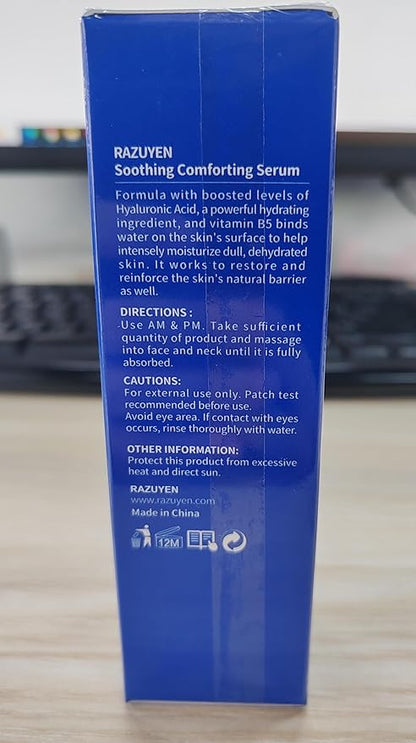 RAZUYEN
Soothing Comforting Serum
Formula with boosted levels of
Hyaluronic Acid, a powerful hydrating
ingredient, and vitamin B5 binds
water on the skin's surface to help
intensely moisturize dull, dehydrated
skin. It works to restore and
reinforce the skin's natural barrier
as well.
DIRECTIONS :
Use AM & PM. Take sufficient
quantity of product and massage
into face and neck until it is fully
absorbed.
CAUTIONS:
For external use only. Patch test
recommended before use.
Avoid eye area. If contact with eyes
occurs, rinse thoroughly with water.
OTHER INFORMATION:
Protect this product from excessive
heat and direct sun.
RAZUYEN
www.razuyen.com
Made in China
12M